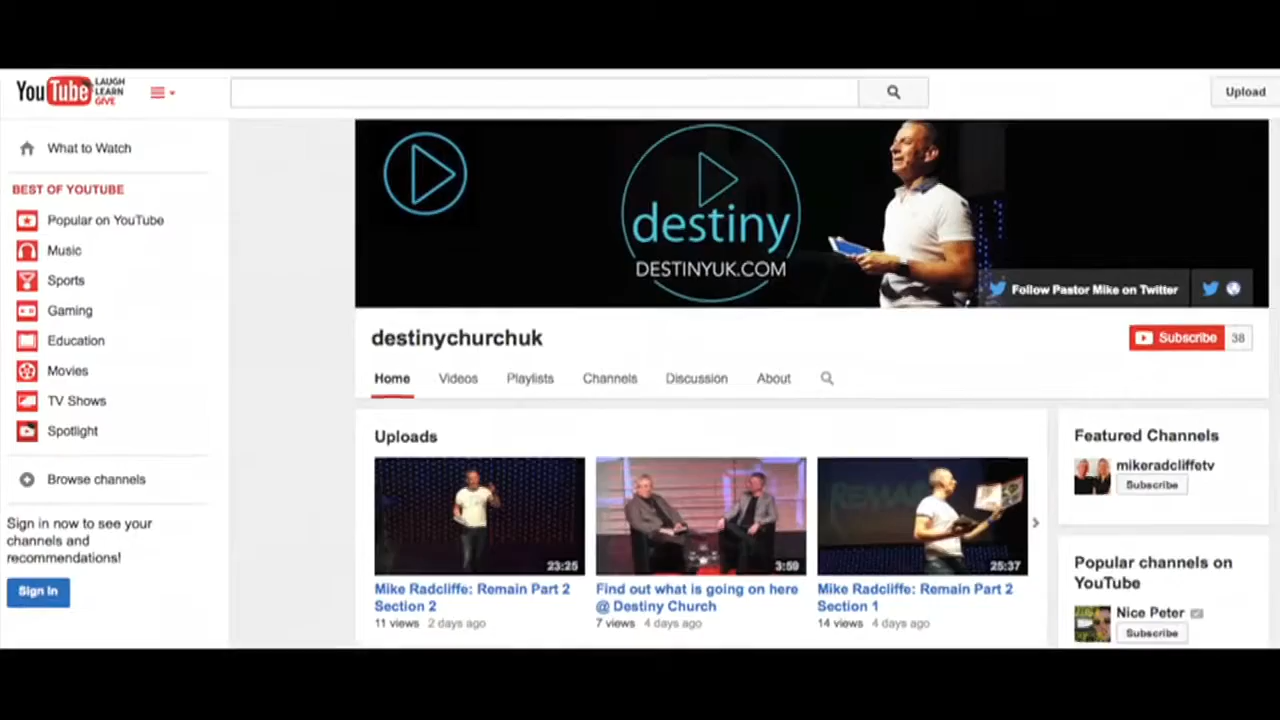 YouTube LAUGH LEARN GIVE
Upload
What to Watch
BEST OF YOUTUBE
Popular on YouTube
Music
Sports
Gaming
Education
Movies
TV Shows
Spotlight
Browse channels
Sign in now to see your
channels and
recommendations!
Sign In
destiny
DESTINYUK.COM
Follow Pastor Mike on Twitter
destinychurchuk
Subscribe 38
Home Videos Playlists Channels Discussion About
Uploads
23:25
Mike Radcliffe: Remain Part 2
Section 2
11 views 2 days ago
3:59
Find out what is going on here
@ Destiny Church
7 views 4 days ago
REMA
25:37
Mike Radcliffe: Remain Part 2
Section 1
14 views 4 days ago
Featured Channels
mikeradcliffetv
Subscribe
Popular channels on
YouTube
Nice Peter
Subscribe